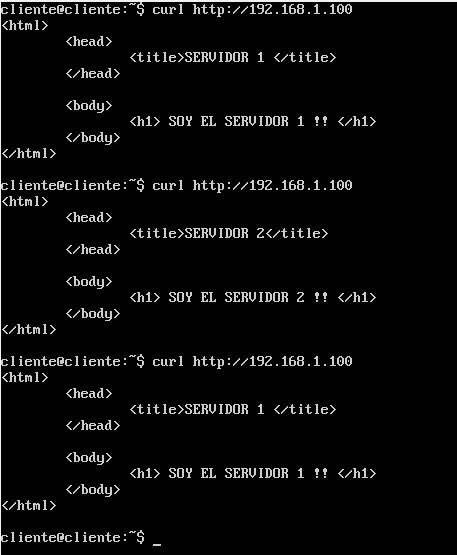 cliente@cliente:~$ curl http://192.168.1.100
<html>
        <head>
                <title>SERVIDOR 1 </title>
        </head>

        <body>
                <h1> SOY EL SERVIDOR 1 !! </h1>
        </body>
</html>

cliente@cliente:~$ curl http://192.168.1.100
<html>
        <head>
                <title>SERVIDOR 2</title>
        </head>

        <body>
                <h1> SOY EL SERVIDOR 2 !! </h1>
        </body>
</html>

cliente@cliente:~$ curl http://192.168.1.100
<html>
        <head>
                <title>SERVIDOR 1 </title>
        </head>

        <body>
                <h1> SOY EL SERVIDOR 1 !! </h1>
        </body>
</html>

cliente@cliente:~$ _